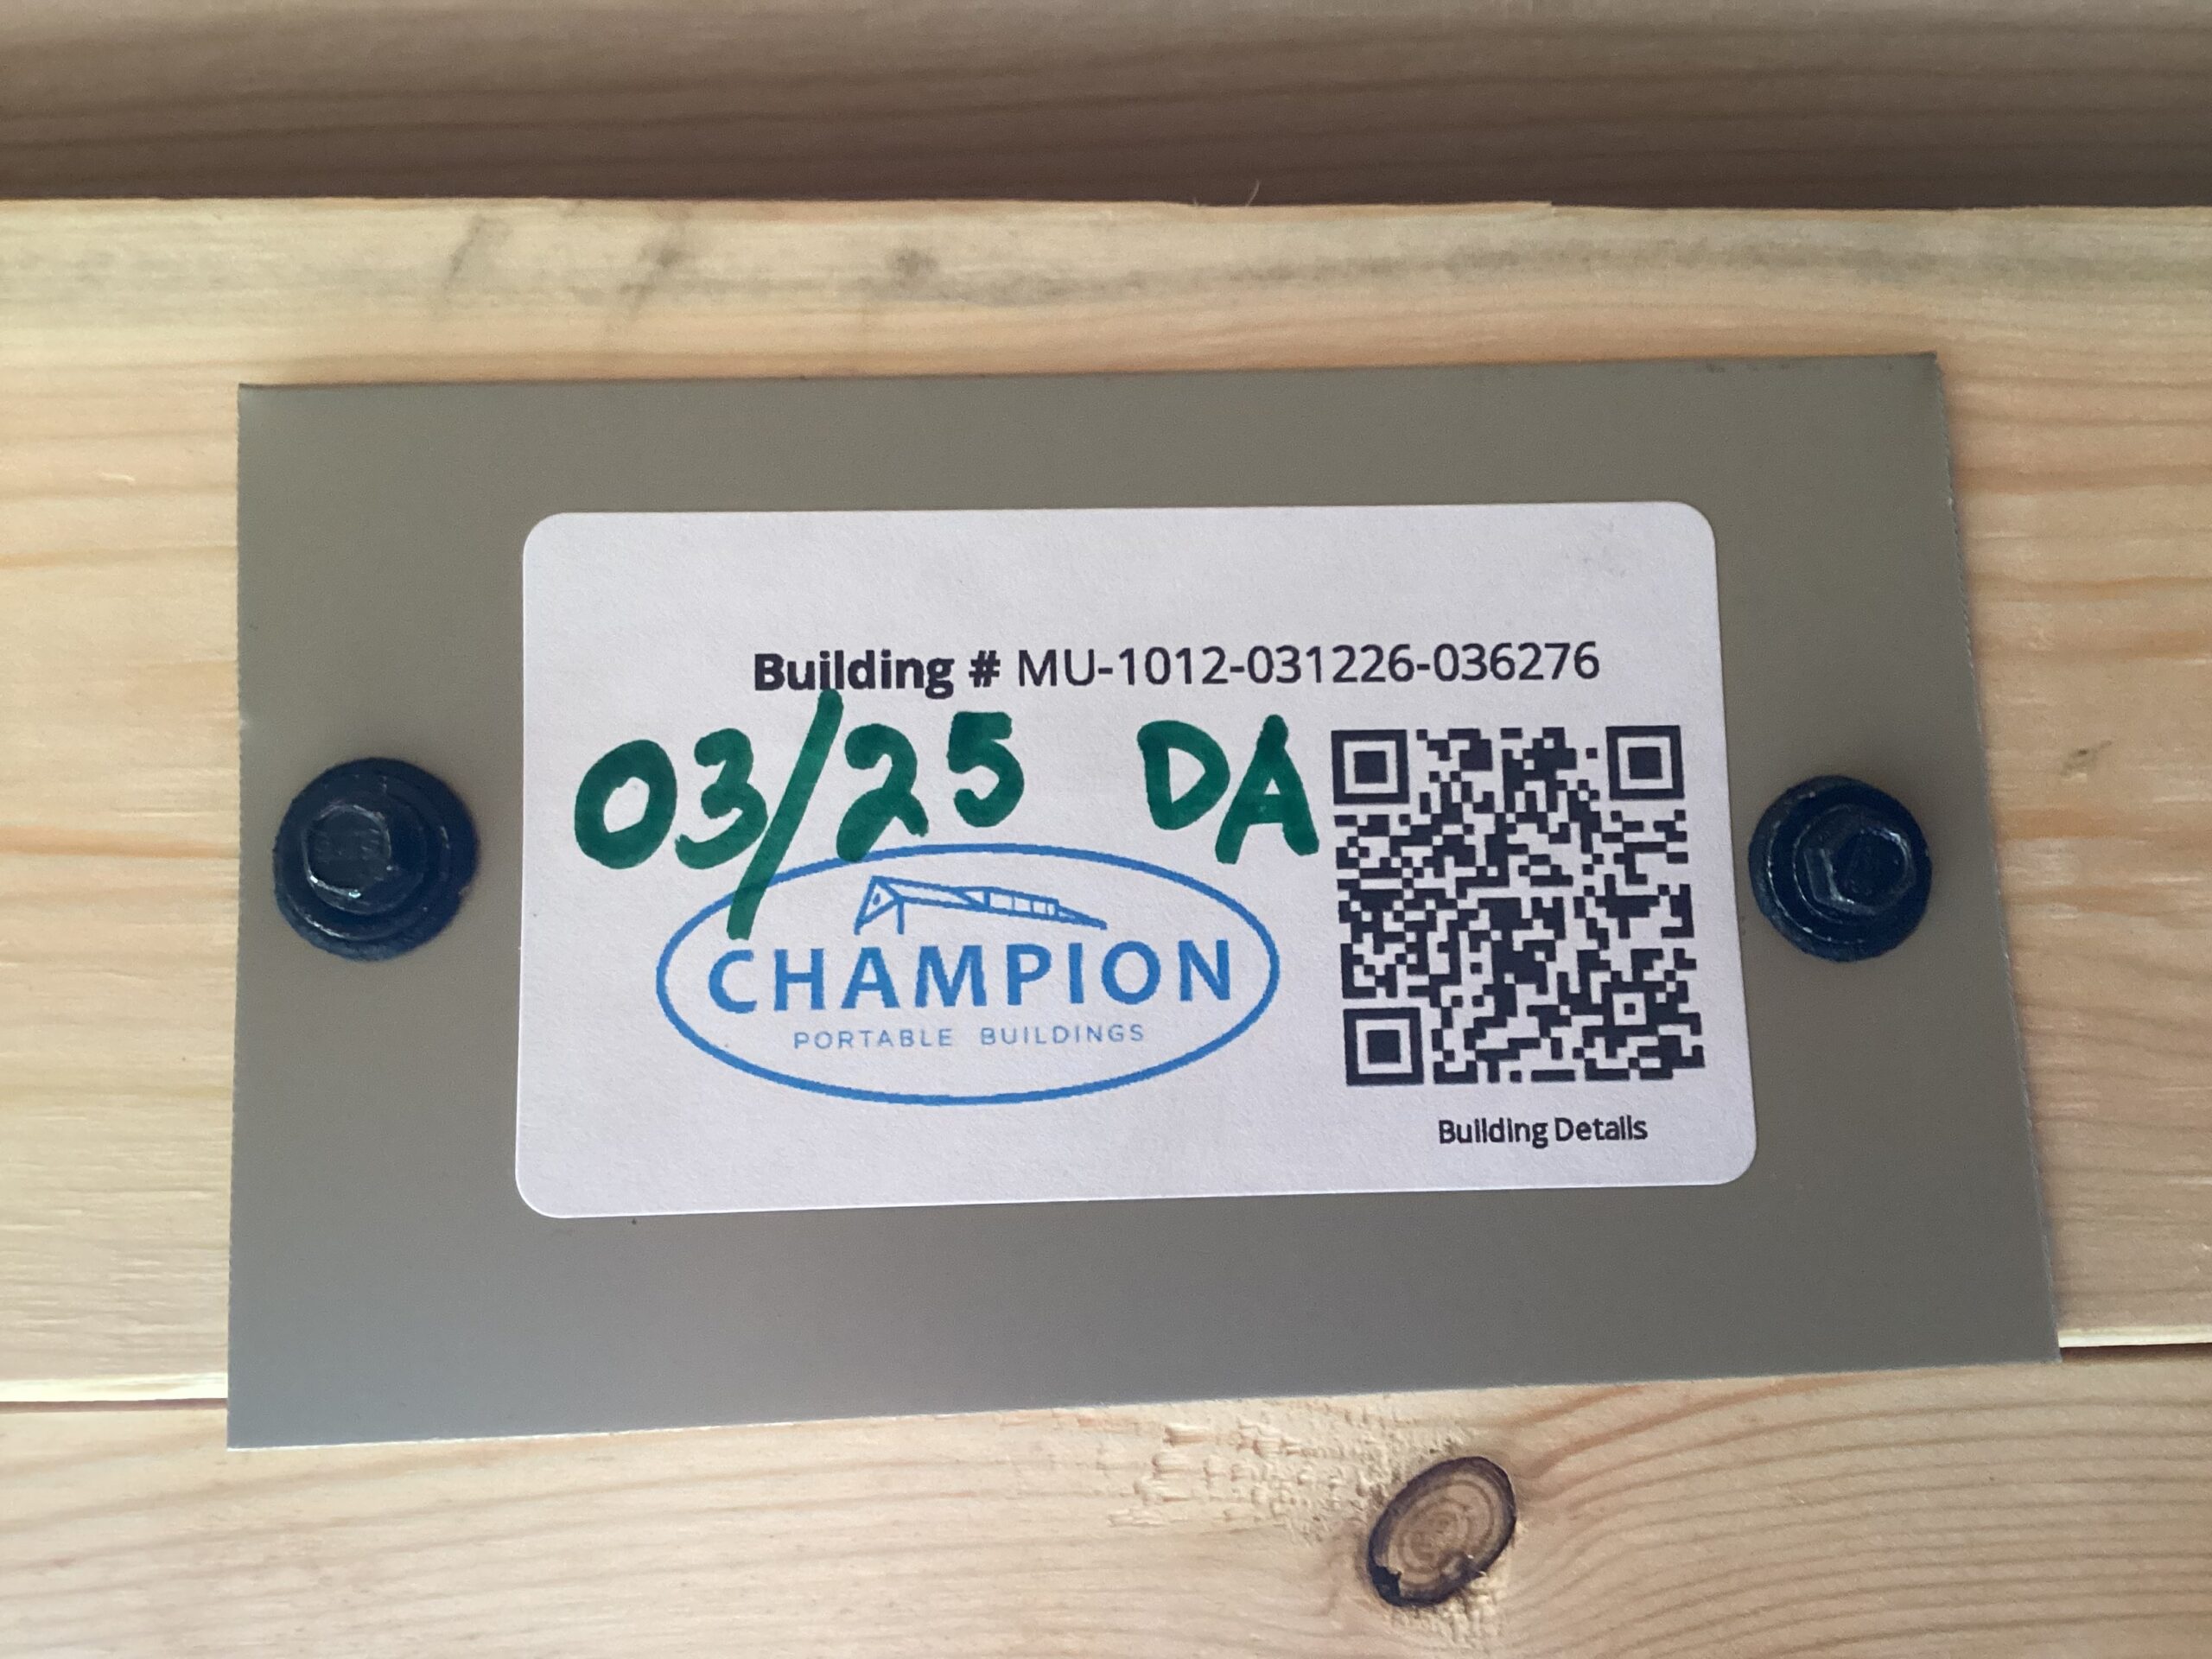 Building # MU-1012-031226-036276
03/25 DA
CHAMPION
PORTABLE BUILDINGS
Building Details